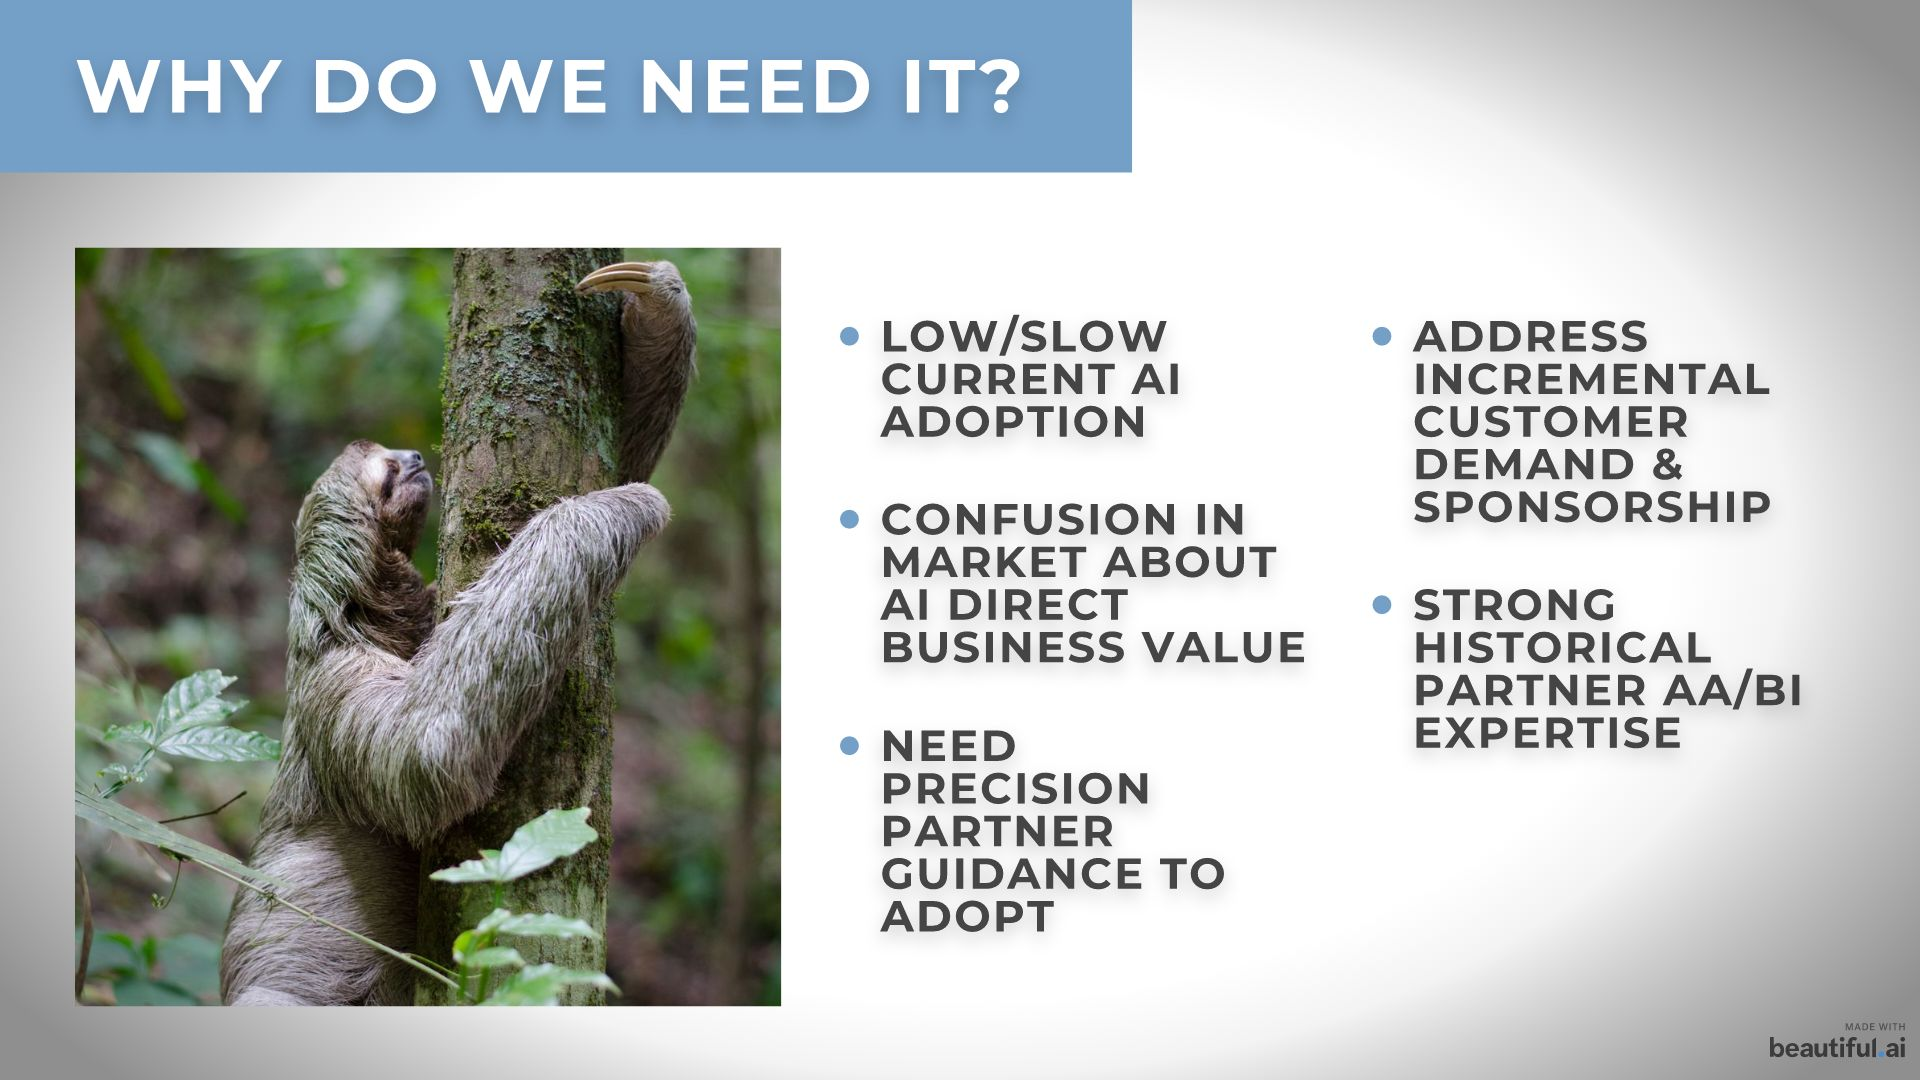 WHY DO WE NEED IT?
LOW/SLOW
CURRENT AI
ADOPTION
CONFUSION IN
MARKET ABOUT
AI DIRECT
BUSINESS VALUE
NEED
PRECISION
PARTNER
GUIDANCE TO
ADOPT
ADDRESS
INCREMENTAL
CUSTOMER
DEMAND &
SPONSORSHIP
STRONG
HISTORICAL
PARTNER AA/BI
EXPERTISE
MADE WITH
beautiful.ai